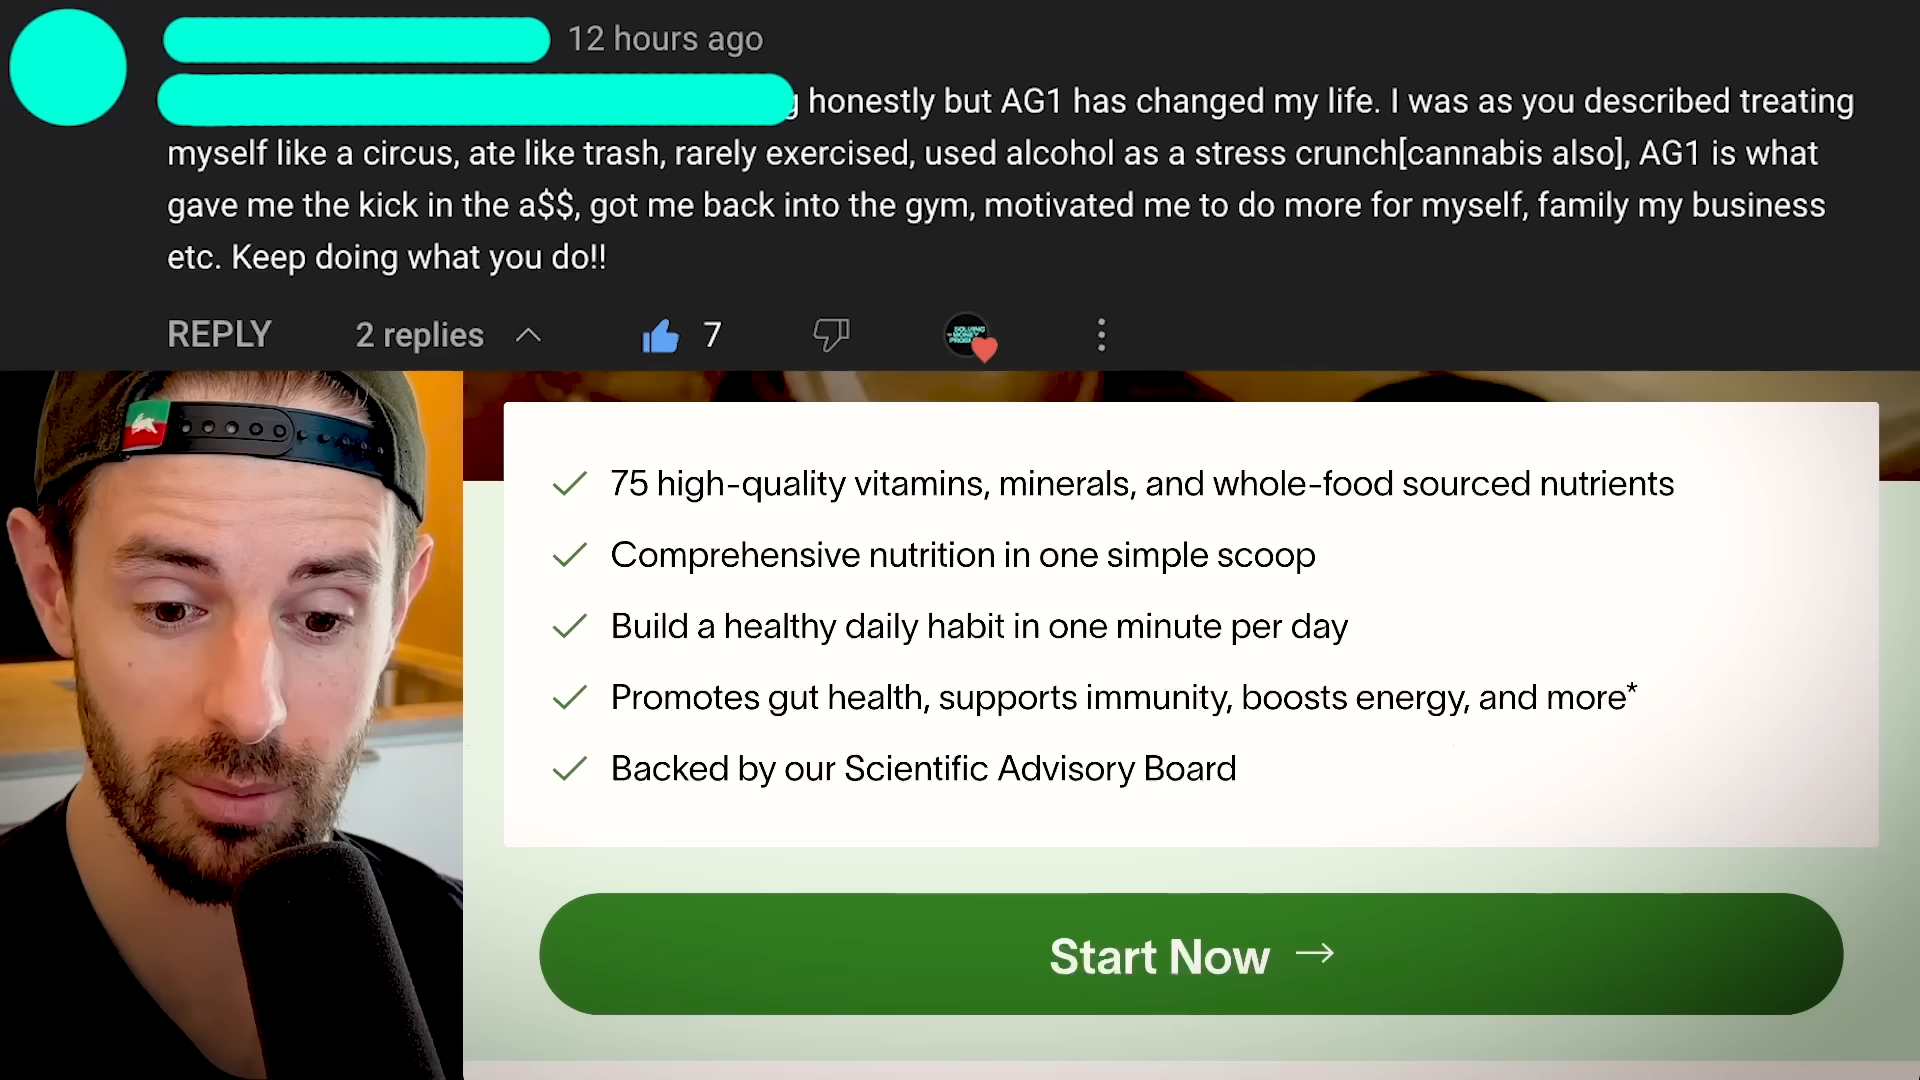 12 hours ago
honestly but AG1 has changed my life. I was as you described treating
myself like a circus, ate like trash, rarely exercised, used alcohol as a stress crunch[cannabis also], AG1 is what
gave me the kick in the a$$, got me back into the gym, motivated me to do more for myself, family my business
etc. Keep doing what you do!!
REPLY 2 replies 7
SOLVING
MONEY
75 high-quality vitamins, minerals, and whole-food sourced nutrients
Comprehensive nutrition in one simple scoop
Build a healthy daily habit in one minute per day
Promotes gut health, supports immunity, boosts energy, and more*
Backed by our Scientific Advisory Board
Start Now →